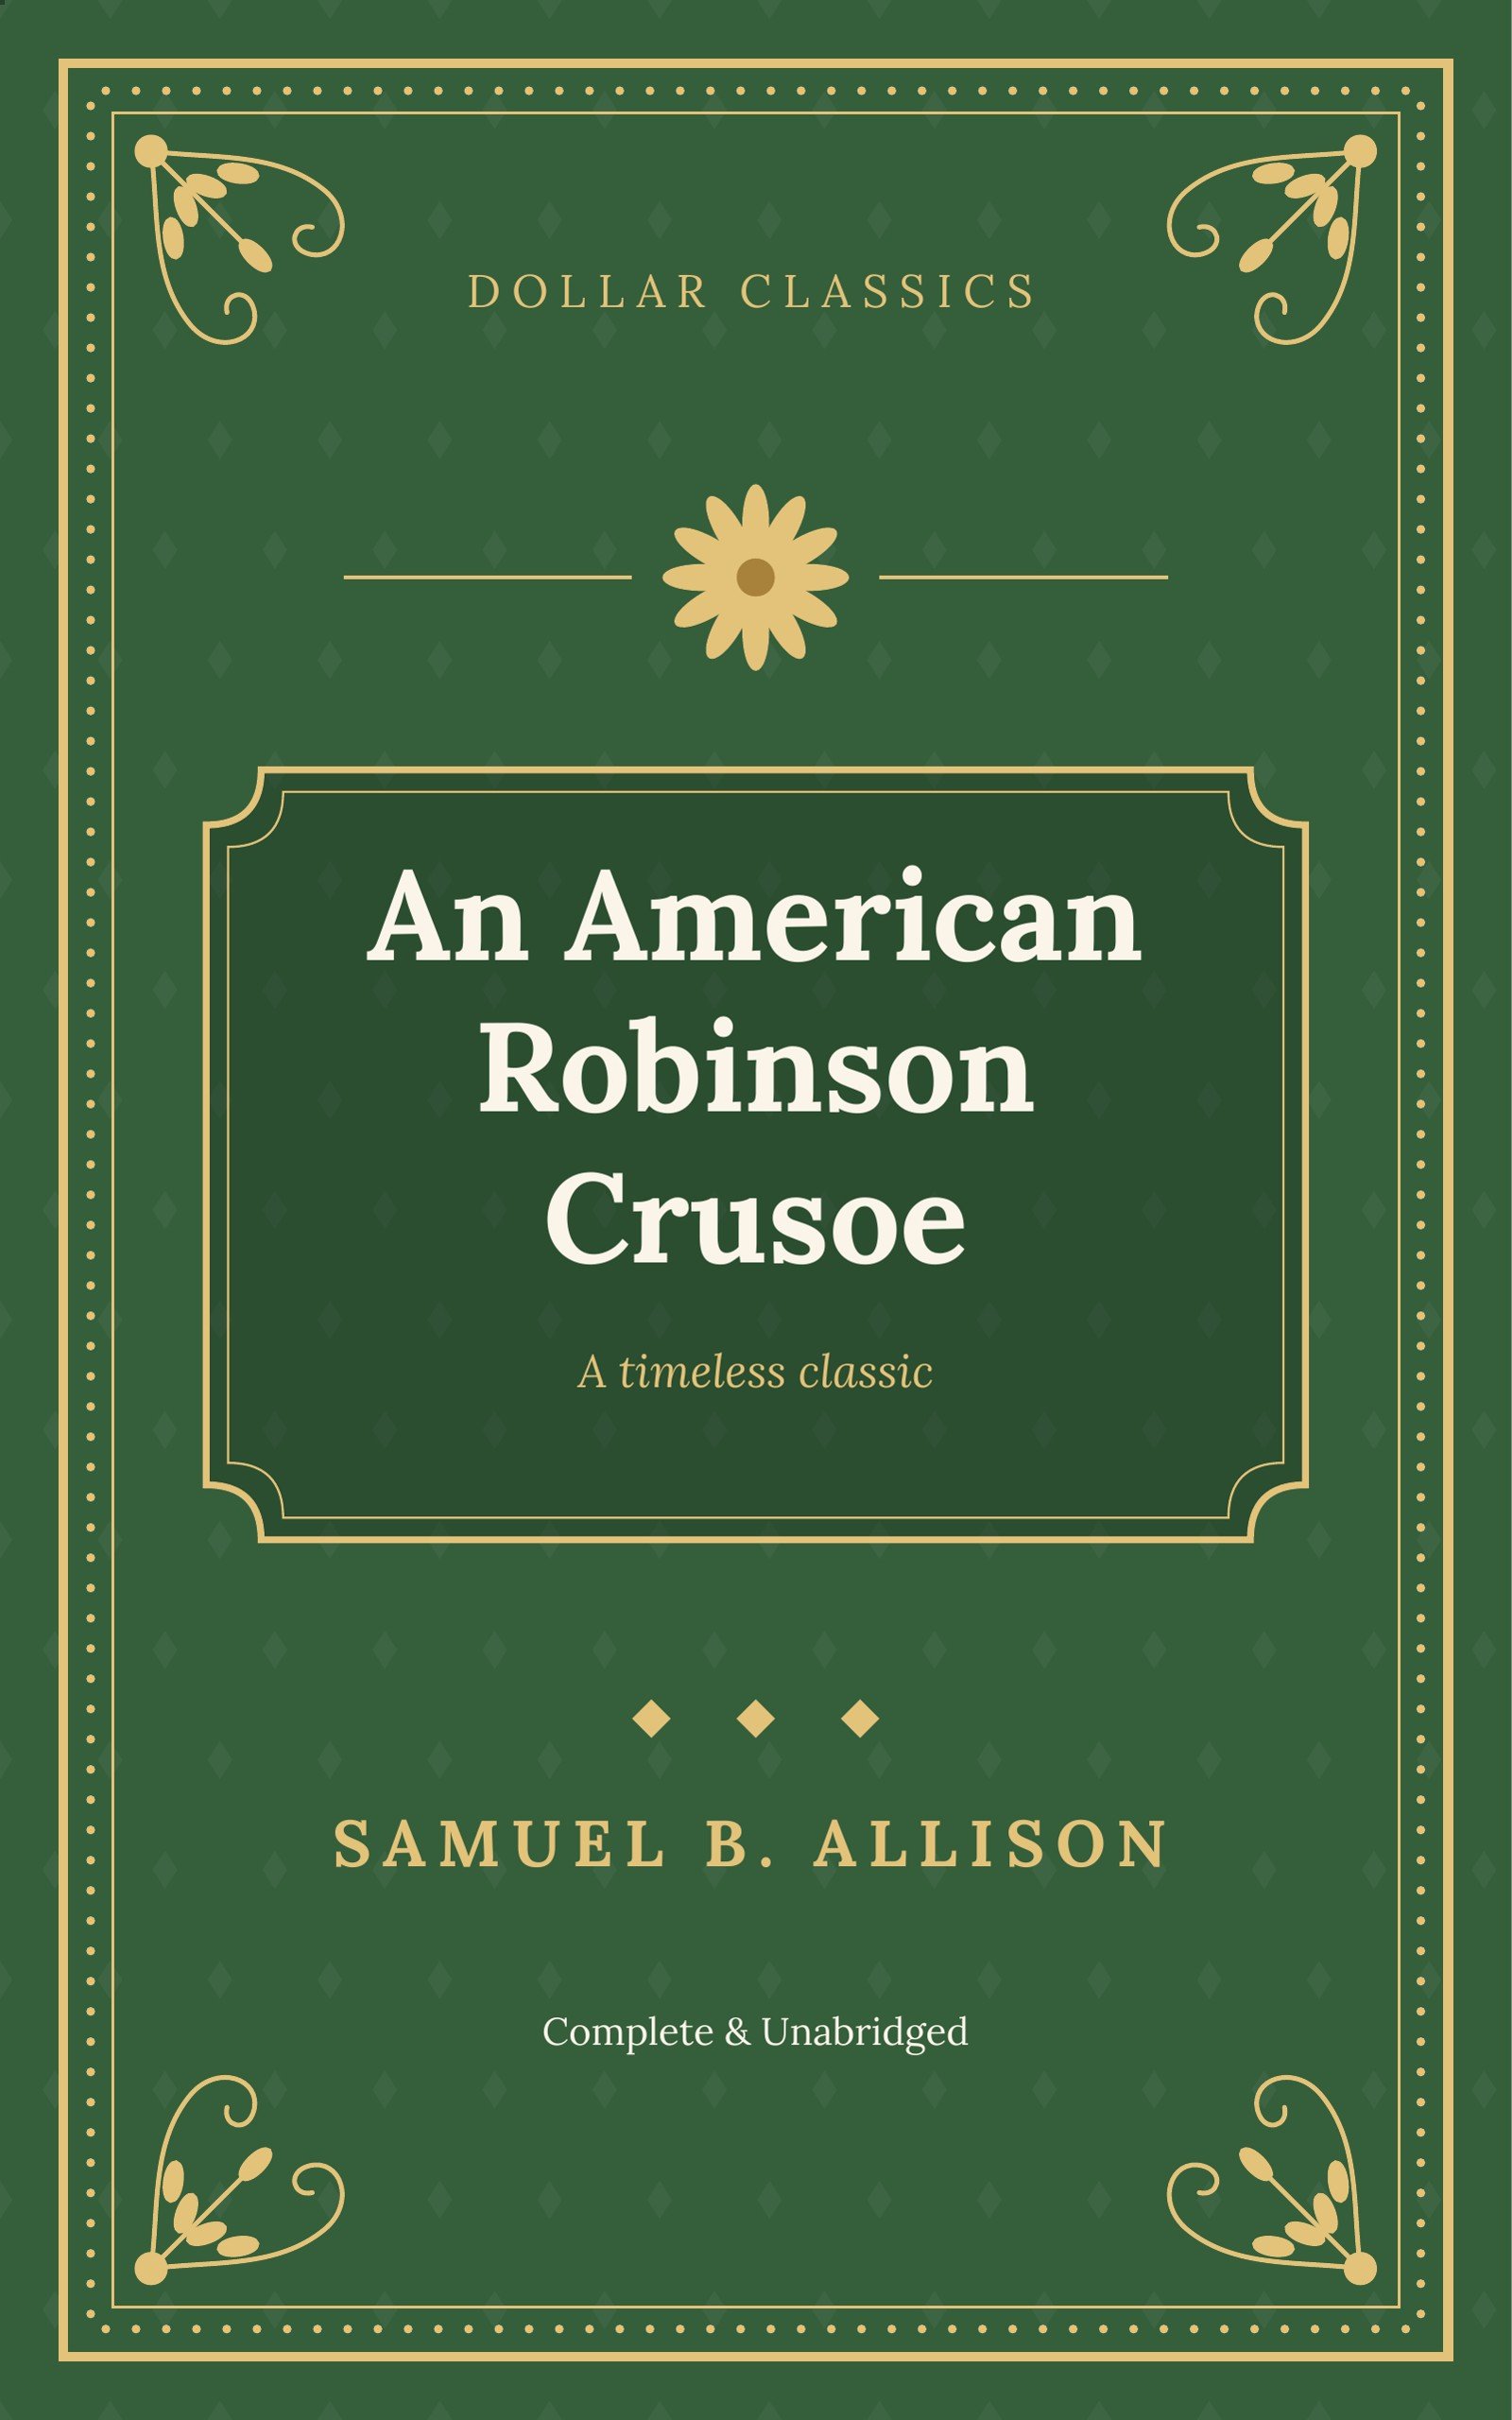 DOLLAR CLASSICS
An American
Robinson
Crusoe
A timeless classic
SAMUEL B. ALLISON
Complete & Unabridged